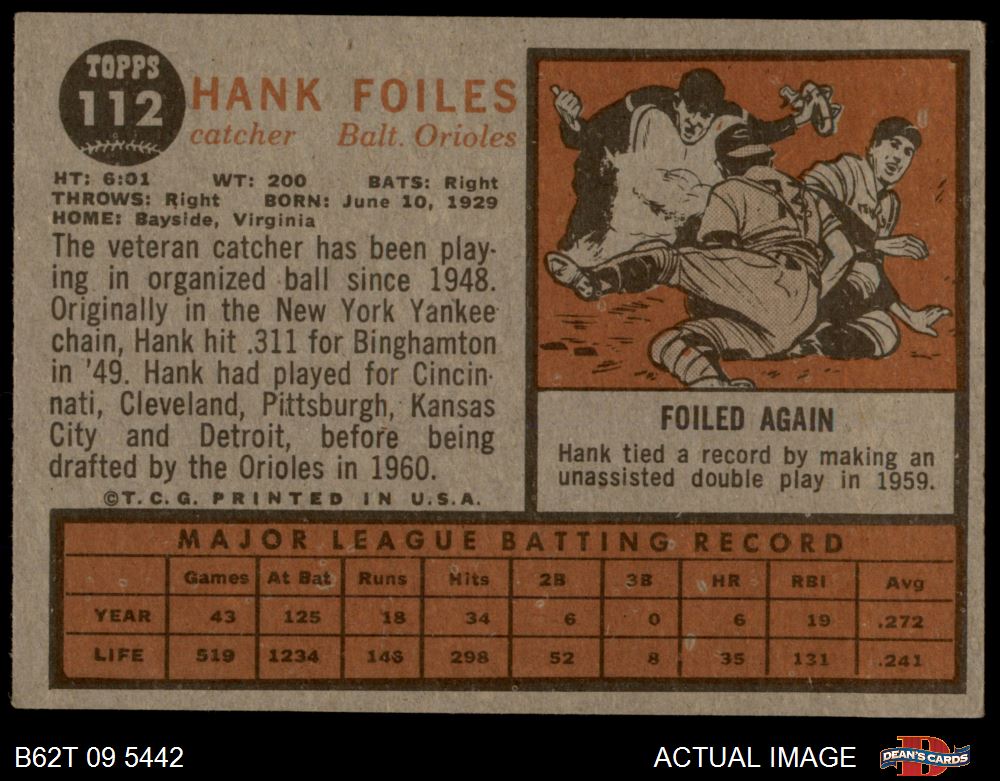 TOPPS
112
HANK FOILES
catcher Balt. Orioles
HT: 6:01 WT: 200 BATS: Right
THROWS: Right BORN: June 10, 1929
HOME: Bayside, Virginia
The veteran catcher has been play-
ing in organized ball since 1948.
Originally in the New York Yankee
chain, Hank hit .311 for Binghamton
in '49. Hank had played for Cincin-
nati, Cleveland, Pittsburgh, Kansas
City and Detroit, before being
drafted by the Orioles in 1960.
©T.C.G. PRINTED IN U.S.A.
FOILED AGAIN
Hank tied a record by making an
unassisted double play in 1959.
MAJOR LEAGUE BATTING RECORD
Games At Bat Runs Hits 2B 3B HR RBI Avg
YEAR 43 125 18 34 6 0 6 19 .272
LIFE 519 1234 146 298 52 8 35 131 .241
B62T 09 5442 ACTUAL IMAGE DEAN'S CARDS